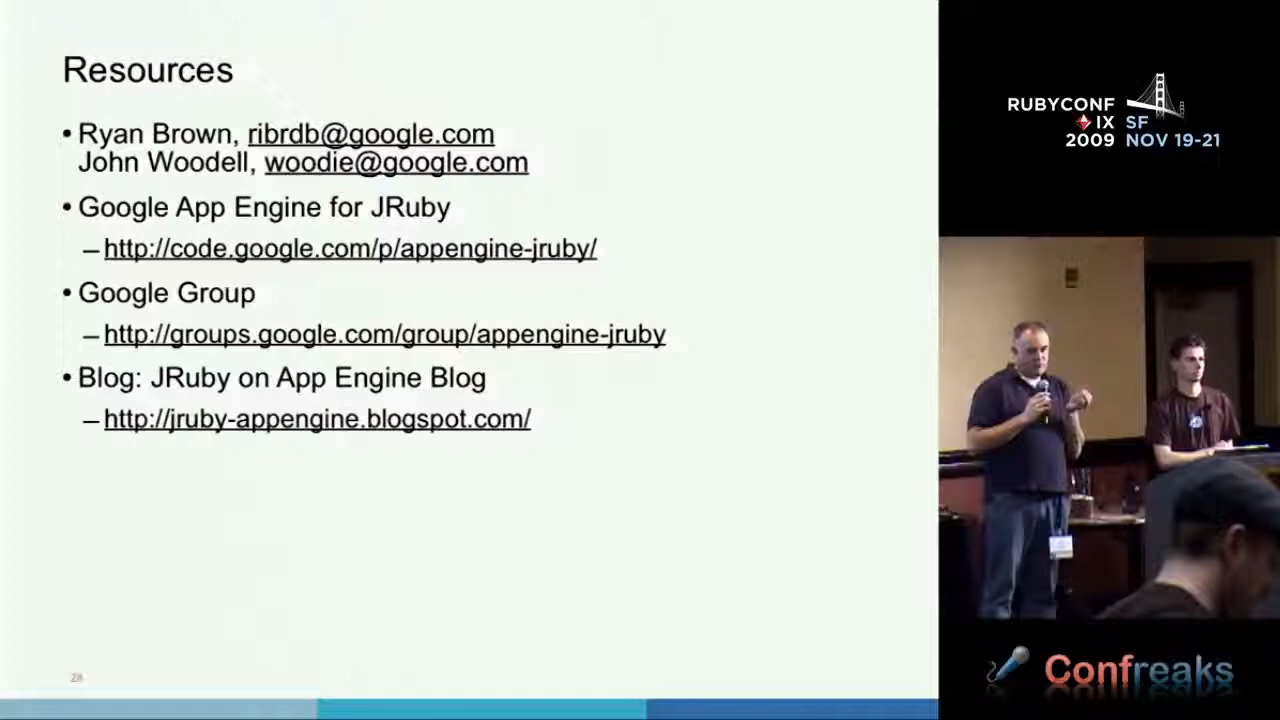 Resources
• Ryan Brown, ribrdb@google.com
John Woodell, woodie@google.com
• Google App Engine for JRuby
– http://code.google.com/p/appengine-jruby/
• Google Group
– http://groups.google.com/group/appengine-jruby
• Blog: JRuby on App Engine Blog
– http://jruby-appengine.blogspot.com/
28
RUBYCONF
IX SF
2009 NOV 19-21
Confreaks